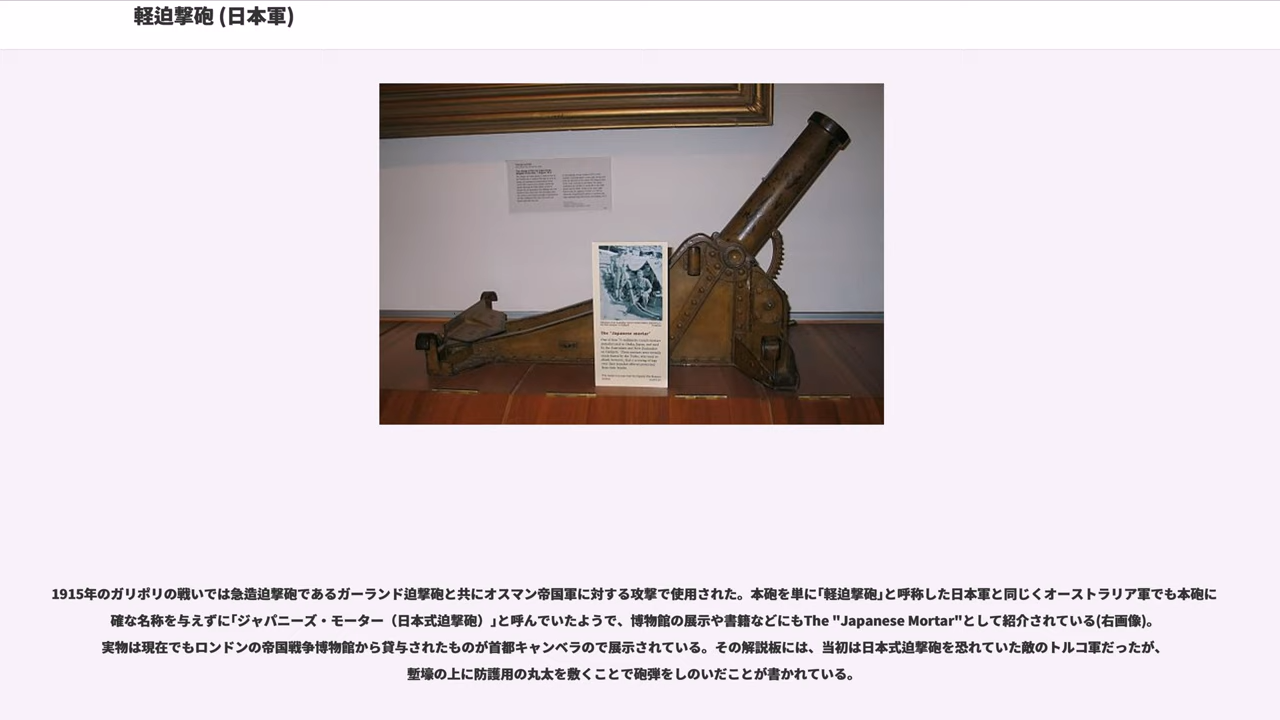 軽迫撃砲 (日本軍)
The "Japanese mortar"
1915年のガリポリの戦いでは急造迫撃砲であるガーランド迫撃砲と共にオスマン帝国軍に対する攻撃で使用された。本砲を単に｢軽迫撃砲｣と呼称した日本軍と同じくオーストラリア軍でも本砲に
確な名称を与えずに｢ジャパニーズ・モーター（日本式迫撃砲）｣と呼んでいたようで、博物館の展示や書籍などにもThe "Japanese Mortar"として紹介されている(右画像)。
実物は現在でもロンドンの帝国戦争博物館から貸与されたものが首都キャンベラので展示されている。その解説板には、当初は日本式迫撃砲を恐れていた敵のトルコ軍だったが、
塹壕の上に防護用の丸太を敷くことで砲弾をしのいだことが書かれている。